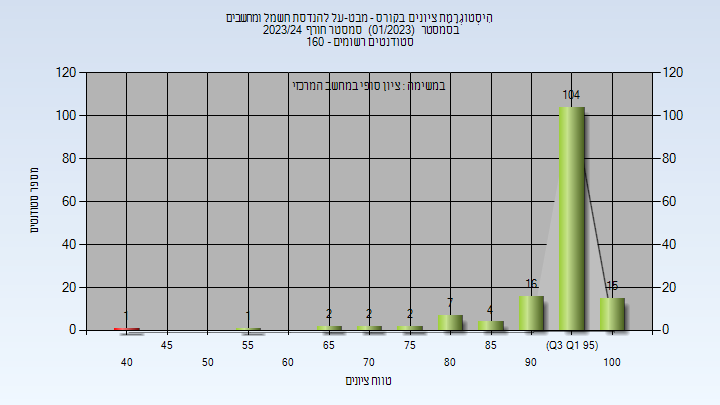 הִיסְטוֹגְרַמַּת ציונים בקורס - מבט-על להנדסת חשמל ומחשבים
בסמסטר (01/2023) סמסטר חורף 2023/24
סטודנטים רשומים - 160
במשימה : ציון סופי במחשב המרכזי
120 120
100 100
80 80
60 60
40 40
20 20
0 0
מספר סטודנטים
1 1 2 2 2 7 4 16 104 15
45 55 65 75 85 (Q3 Q1 95)
40 50 60 70 80 90 100
טווח ציונים